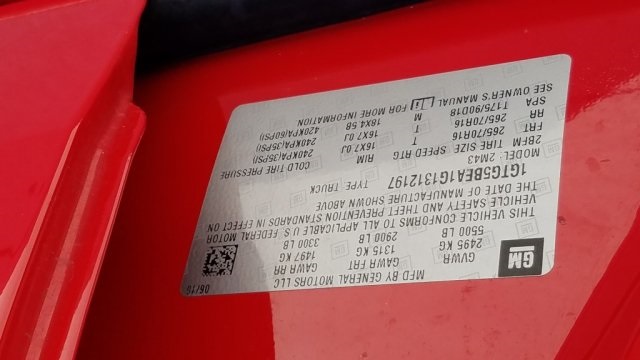 MFD BY GENERAL MOTORS LLC 06/16
GVWR GAWR FRT GAWR RR
2495 KG 1315 KG 1497 KG
5500 LB 2900 LB 3300 LB
GM
THIS VEHICLE CONFORMS TO ALL APPLICABLE U.S. FEDERAL MOTOR
VEHICLE SAFETY AND THEFT PREVENTION STANDARDS IN EFFECT ON
THE DATE OF MANUFACTURE SHOWN ABOVE
1GTG5BEA1G1312197 TYPE: TRUCK
MODEL: 2M43
2BFM TIRE SIZE SPEED RTG RIM COLD TIRE PRESSURE
FRT 265/70R16 T 16X7.0J 240KPA(35PSI)
RR 265/70R16 T 16X7.0J 240KPA(35PSI)
SPA T175/90D18 M 18X4.5B 420KPA(60PSI)
SEE OWNER'S MANUAL FOR MORE INFORMATION